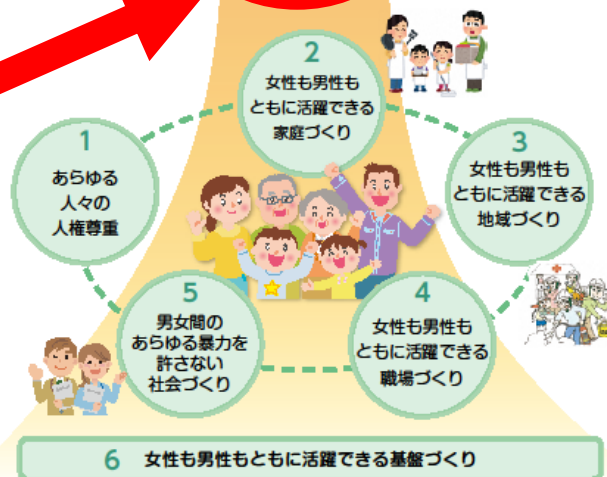 1
あらゆる
人々の
人権尊重
2
女性も男性も
ともに活躍できる
家庭づくり
3
女性も男性も
ともに活躍できる
地域づくり
4
女性も男性も
ともに活躍できる
職場づくり
5
男女間の
あらゆる暴力を
許さない
社会づくり
6 女性も男性もともに活躍できる基盤づくり